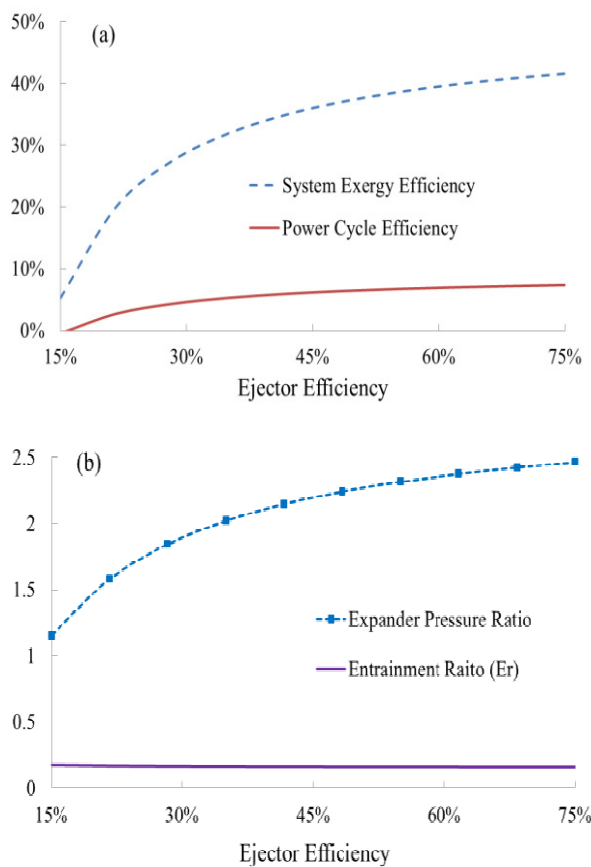 50%
(a)
40%
30%
System Exergy Efficiency
20%
Power Cycle Efficiency
10%
0%
15% 30% 45% 60% 75%
Ejector Efficiency
2.5
(b)
2
1.5
Expander Pressure Ratio
1
Entrainment Raito (Er)
0.5
0
15% 30% 45% 60% 75%
Ejector Efficiency